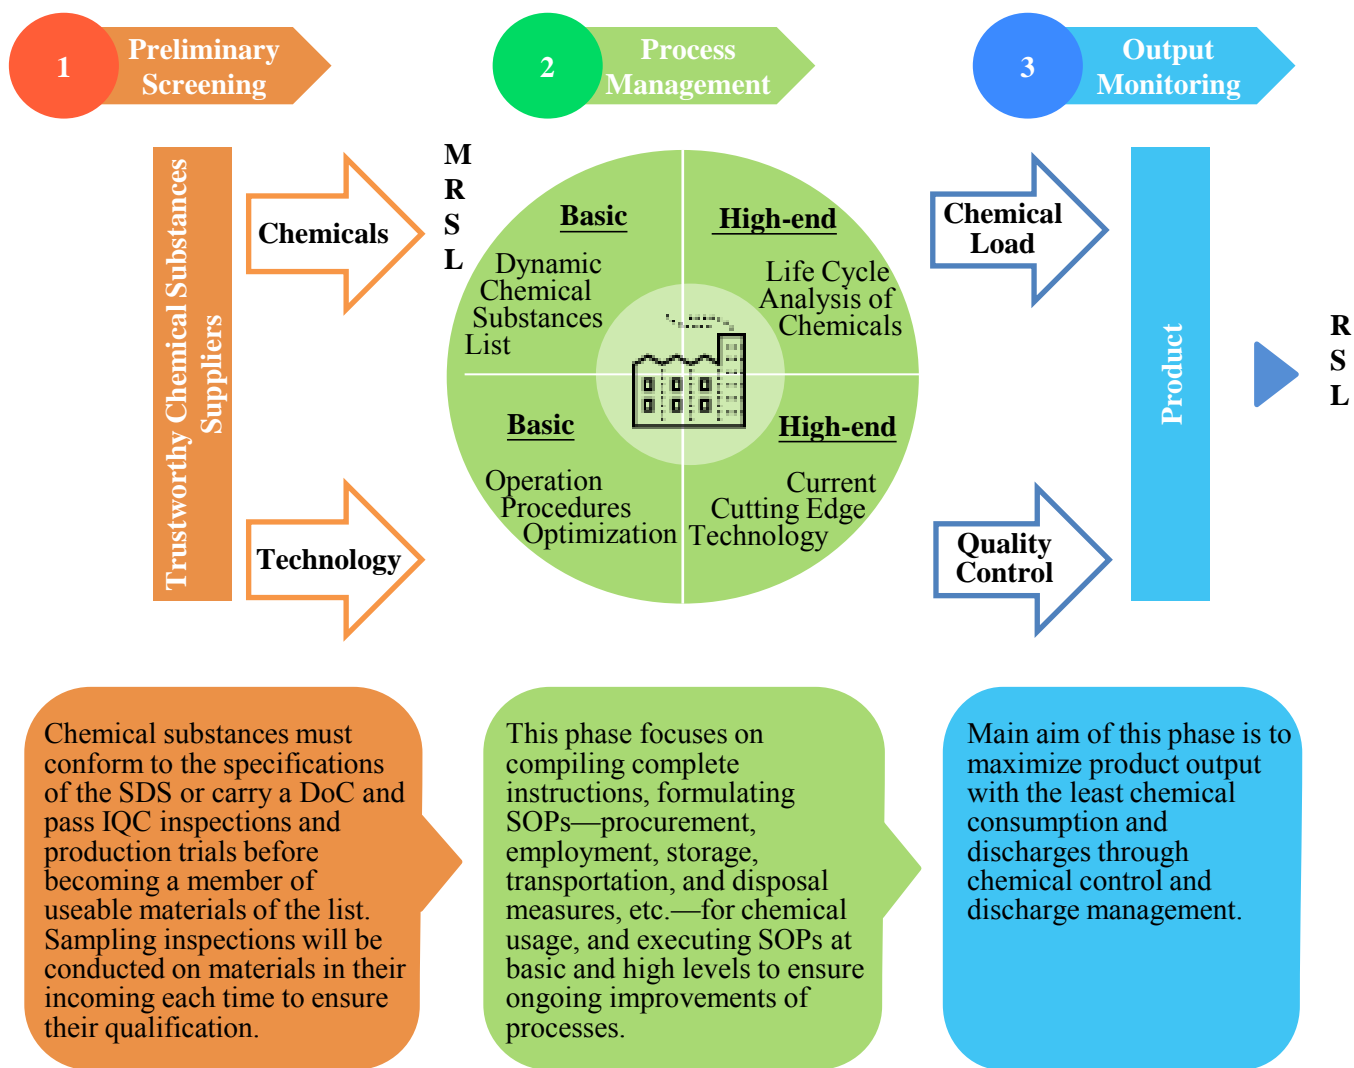 1
Preliminary
Screening
2
Process
Management
3
Output
Monitoring
Trustworthy Chemical Substances
Suppliers
Chemicals
Technology
M
R
S
L
Basic
Dynamic
Chemical
Substances
List
High-end
Life Cycle
Analysis of
Chemicals
Basic
Operation
Procedures
Optimization
High-end
Current
Cutting Edge
Technology
Chemical
Load
Quality
Control
Product
R
S
L
Chemical substances must
conform to the specifications
of the SDS or carry a DoC and
pass IQC inspections and
production trials before
becoming a member of
useable materials of the list.
Sampling inspections will be
conducted on materials in their
incoming each time to ensure
their qualification.
This phase focuses on
compiling complete
instructions, formulating
SOPs—procurement,
employment, storage,
transportation, and disposal
measures, etc.—for chemical
usage, and executing SOPs at
basic and high levels to ensure
ongoing improvements of
processes.
Main aim of this phase is to
maximize product output
with the least chemical
consumption and
discharges through
chemical control and
discharge management.